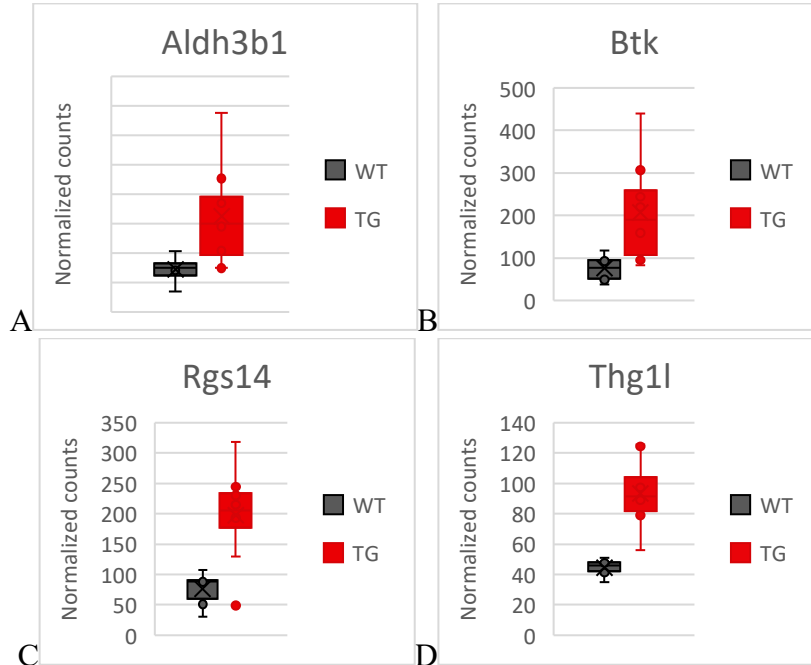 Aldh3b1
Normalized counts
WT
TG
A
Btk
Normalized counts
500
400
300
200
100
0
WT
TG
B
Rgs14
Normalized counts
350
300
250
200
150
100
50
0
WT
TG
C
Thg1l
Normalized counts
140
120
100
80
60
40
20
0
WT
TG
D